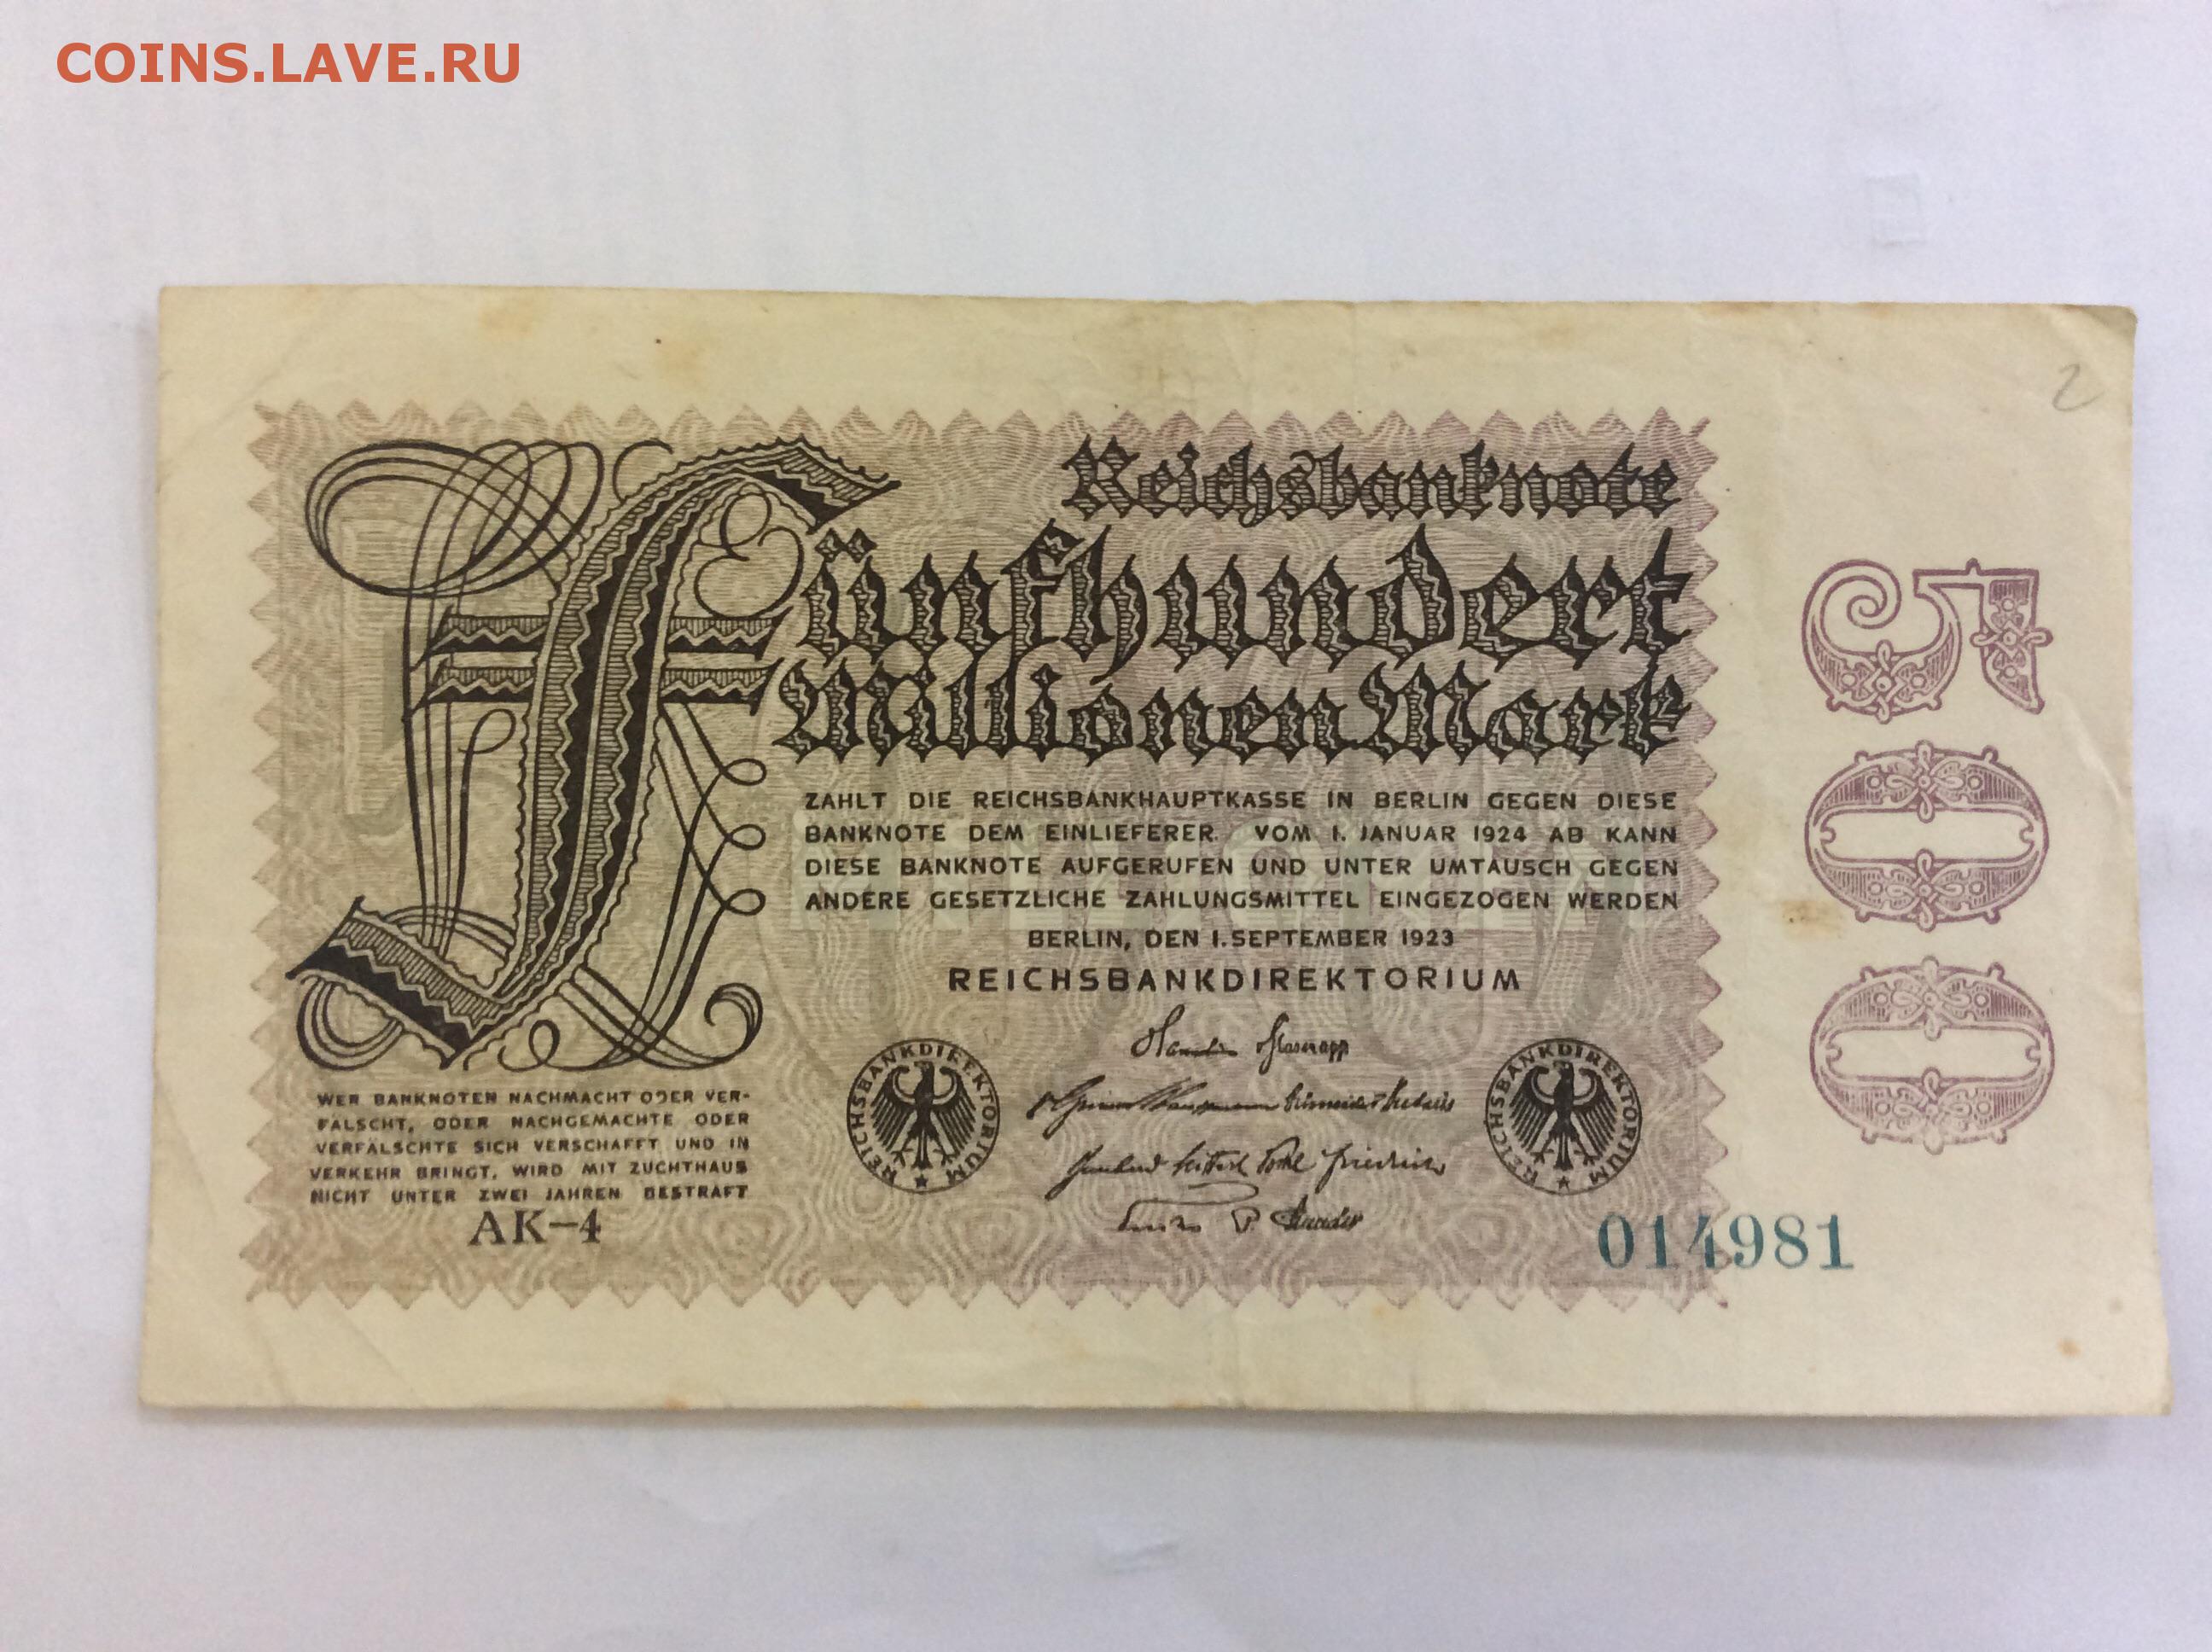 COINS.LAVE.RU
2
Reichsbanknote
Fünfhundert
Millionen Mark
ZAHLT DIE REICHSBANKHAUPTKASSE IN BERLIN GEGEN DIESE
BANKNOTE DEM EINLIEFERER. VOM 1. JANUAR 1924 AB KANN
DIESE BANKNOTE AUFGERUFEN UND UNTER UMTAUSCH GEGEN
ANDERE GESETZLICHE ZAHLUNGSMITTEL EINGEZOGEN WERDEN
BERLIN, DEN 1. SEPTEMBER 1923
REICHSBANKDIREKTORIUM
REICHSBANKDIREKTORIUM
REICHSBANKDIREKTORIUM
WER BANKNOTEN NACHMACHT ODER VER-
FÄLSCHT, ODER NACHGEMACHTE ODER
VERFÄLSCHTE SICH VERSCHAFFT UND IN
VERKEHR BRINGT, WIRD MIT ZUCHTHAUS
NICHT UNTER ZWEI JAHREN BESTRAFT
AK-4
014981
500